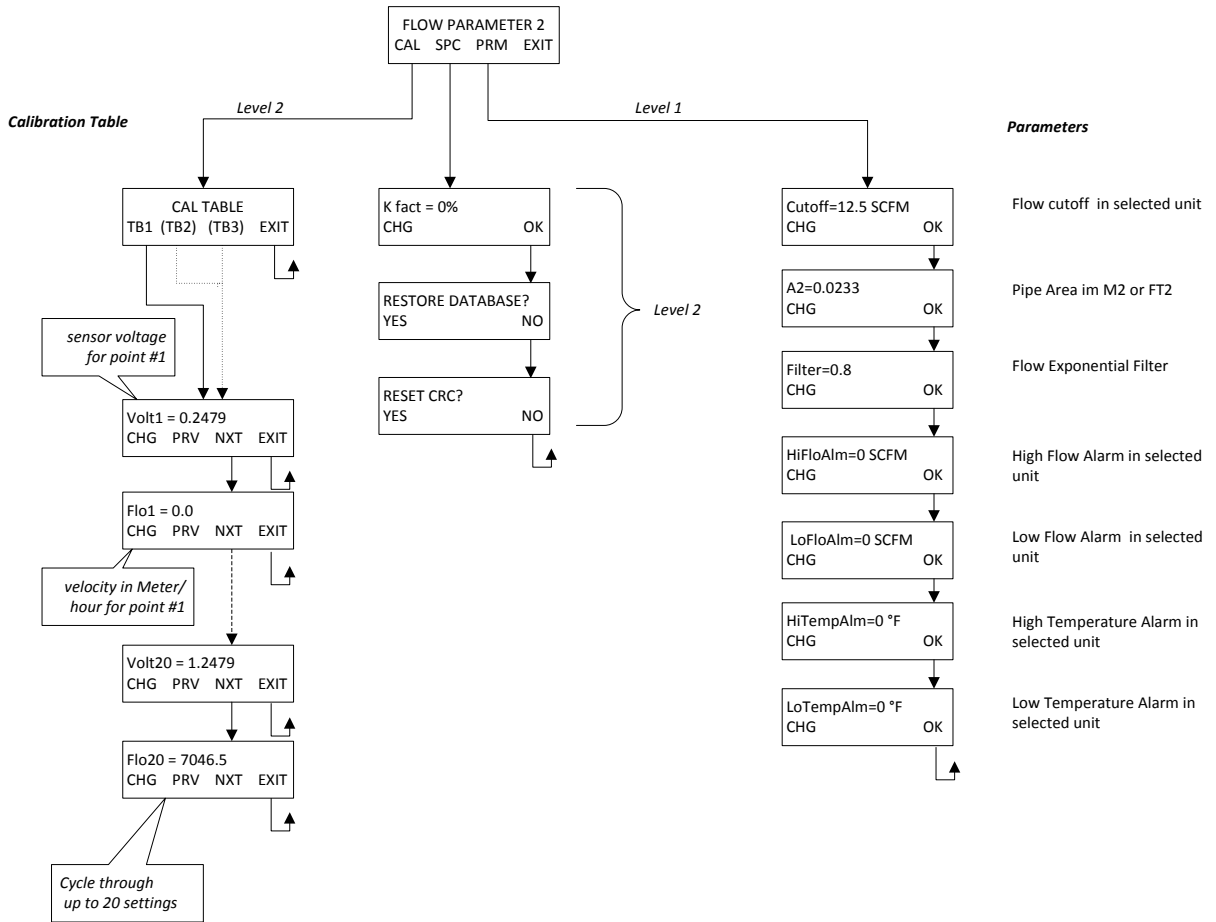 FLOW PARAMETER 2
CAL SPC PRM EXIT
Level 2
Level 1
Calibration Table
Parameters
CAL TABLE
TB1 (TB2) (TB3) EXIT
sensor voltage
for point #1
Volt1 = 0.2479
CHG PRV NXT EXIT
Flo1 = 0.0
CHG PRV NXT EXIT
velocity in Meter/
hour for point #1
Volt20 = 1.2479
CHG PRV NXT EXIT
Flo20 = 7046.5
CHG PRV NXT EXIT
Cycle through
up to 20 settings
K fact = 0%
CHG OK
RESTORE DATABASE?
YES NO
RESET CRC?
YES NO
Level 2
Cutoff=12.5 SCFM
CHG OK
Flow cutoff in selected unit
A2=0.0233
CHG OK
Pipe Area im M2 or FT2
Filter=0.8
CHG OK
Flow Exponential Filter
HiFloAlm=0 SCFM
CHG OK
High Flow Alarm in selected
unit
LoFloAlm=0 SCFM
CHG OK
Low Flow Alarm in selected
unit
HiTempAlm=0 °F
CHG OK
High Temperature Alarm in
selected unit
LoTempAlm=0 °F
CHG OK
Low Temperature Alarm in
selected unit